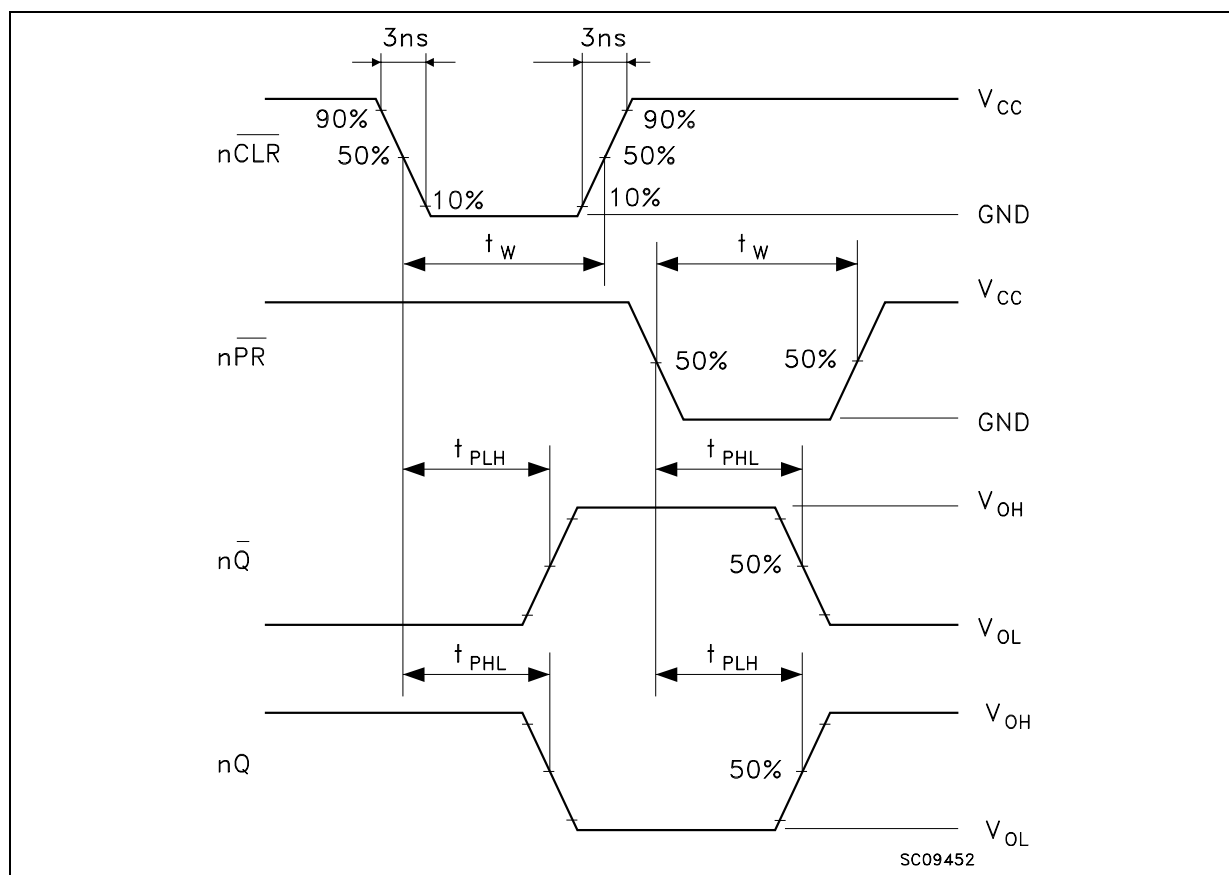 3ns 3ns
90% 90% V CC
nCLR 50% 50%
10% 10% GND
t W t W
V CC
nPR 50% 50%
GND
t PLH t PHL
V OH
nQ̅ 50%
V OL
t PHL t PLH
V OH
nQ 50%
V OL
SC09452